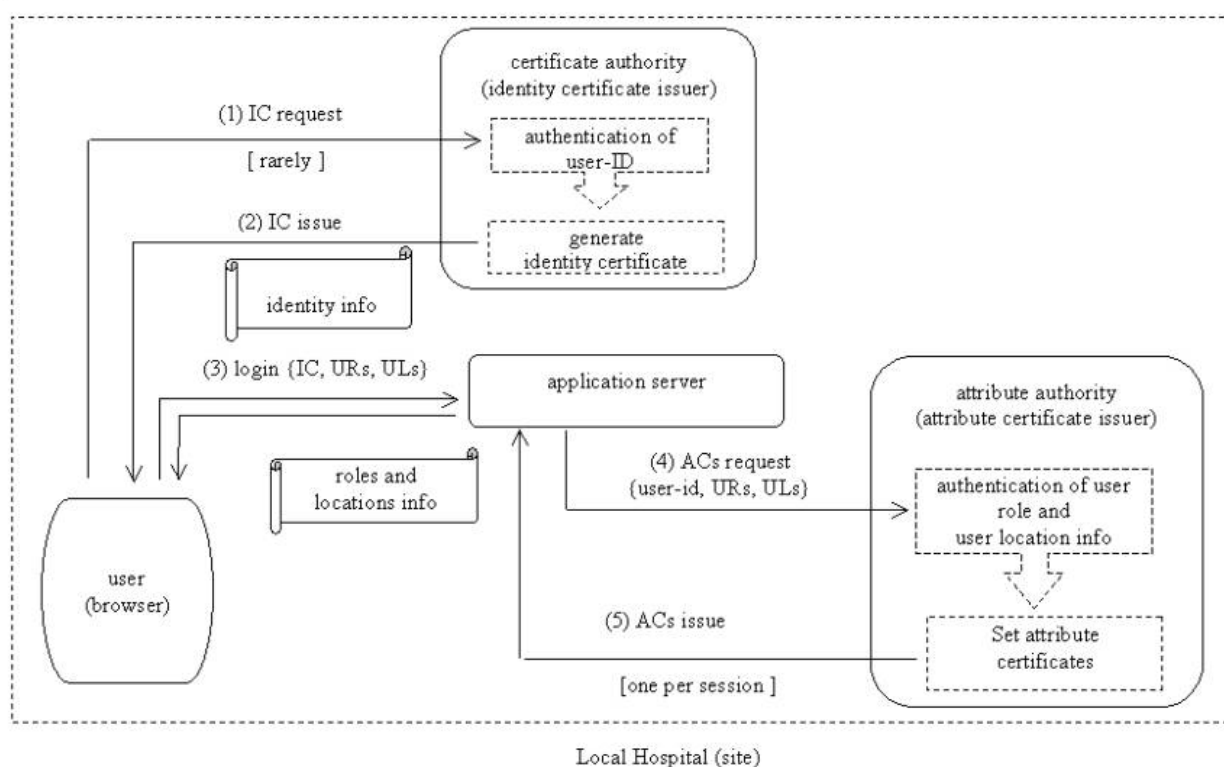 certificate authority
(identity certificate issuer)
(1) IC request
authentication of
user-ID
[ rarely ]
(2) IC issue
generate
identity certificate
identity info
(3) login {IC, URs, ULs}
application server
attribute authority
(attribute certificate issuer)
roles and
locations info
(4) ACs request
{user-id, URs, ULs}
authentication of user
role and
user location info
user
(browser)
(5) ACs issue
Set attribute
certificates
[one per session ]
Local Hospital (site)